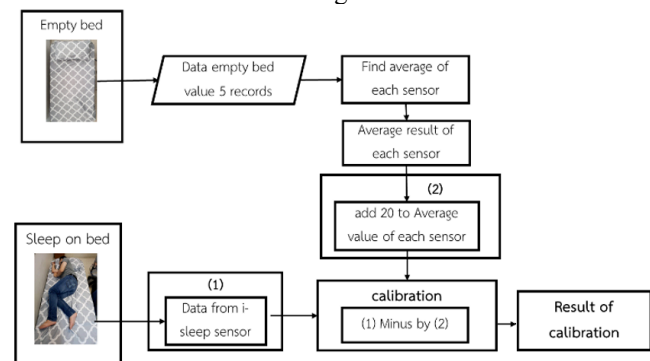 Empty bed
Data empty bed
value 5 records
Find average of
each sensor
Average result of
each sensor
(2)
add 20 to Average
value of each sensor
Sleep on bed
(1)
Data from i-
sleep sensor
calibration
(1) Minus by (2)
Result of
calibration